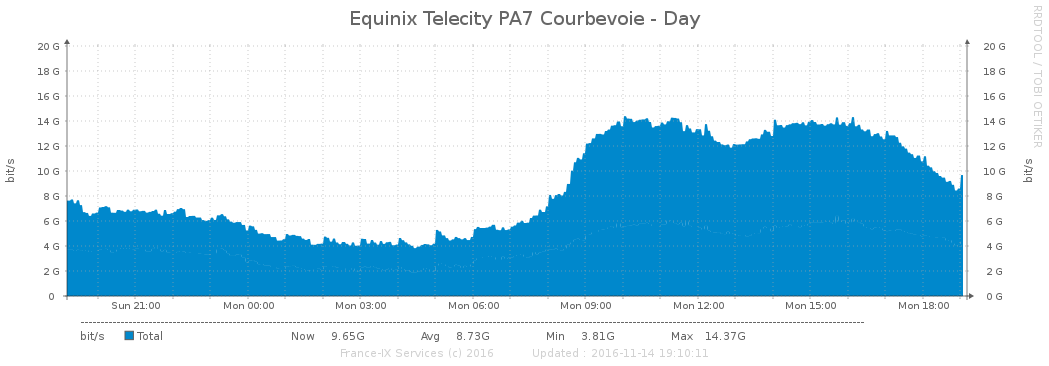 Equinix Telecity PA7 Courbevoie - Day
RRDTOOL / TOBI OETIKER
20 G 20 G
18 G 18 G
16 G 16 G
14 G 14 G
12 G 12 G
10 G 10 G
8 G 8 G
6 G 6 G
4 G 4 G
2 G 2 G
0 0 G
bit/s bit/s
Sun 21:00 Mon 00:00 Mon 03:00 Mon 06:00 Mon 09:00 Mon 12:00 Mon 15:00 Mon 18:00
bit/s Total Now 9.65G Avg 8.73G Min 3.81G Max 14.37G
France-IX Services (c) 2016 Updated : 2016-11-14 19:10:11